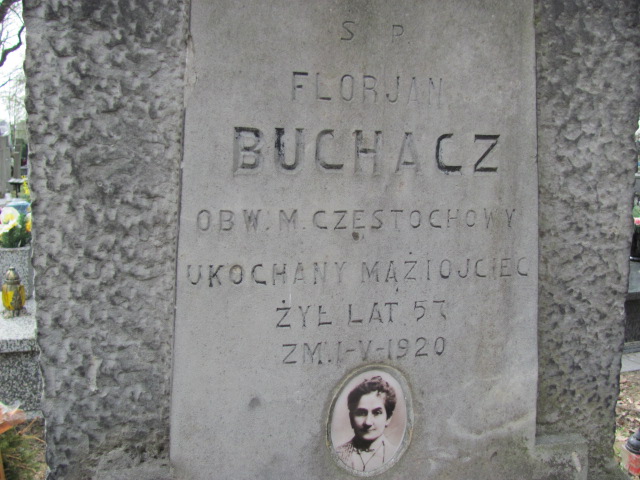 Ś P.
FLORJAN
BUCHACZ
OBW. M. CZĘSTOCHOWY
UKOCHANY MĄŻ I OJCIEC
ŻYŁ LAT 57
ZM. 1-V-1920